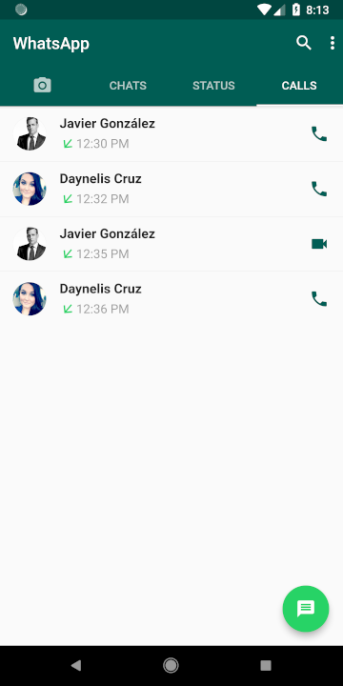 8:13
WhatsApp
CHATS STATUS CALLS
Javier González
12:30 PM
Daynelis Cruz
12:32 PM
Javier González
12:35 PM
Daynelis Cruz
12:36 PM